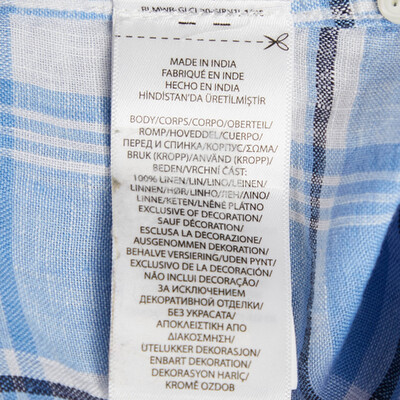 MADE IN INDIA
FABRIQUÉ EN INDE
HECHO EN INDIA
HİNDİSTAN'DA ÜRETİLMİŞTİR
BODY/CORPS/CORPO/OBERTEIL/
ROMP/HOVEDDEL/CUERPO/
ПЕРЕД И СПИНКА/КОРПУС/ΣΩΜΑ/
BRUK (KROPP)/ANVÄND (KROPP)/
BEDEN/VRCHNÍ ČÁST:
100% LINEN/LIN/LINO/LEINEN/
LINNEN/HØR/LINHO/ЛЕН/ΛΙΝΟ/
LINNE/KETEN/LNĚNÉ PLÁTNO
EXCLUSIVE OF DECORATION/
SAUF DÉCORATION/
ESCLUSA LA DECORAZIONE/
AUSGENOMMEN DEKORATION/
BEHALVE VERSIERING/UDEN PYNT/
EXCLUSIVO DE LA DECORACIÓN/
NÃO INCLUI DECORAÇÃO/
ЗА ИСКЛЮЧЕНИЕМ
ДЕКОРАТИВНОЙ ОТДЕЛКИ/
БЕЗ УКРАСАТА/
ΑΠΟΚΛΕΙΣΤΙΚΗ ΑΠΟ
ΔΙΑΚΟΣΜΗΣΗ/
UTELUKKER DEKORASJON/
ENBART DEKORATION/
DEKORASYON HARİÇ/
KROMĚ OZDOB